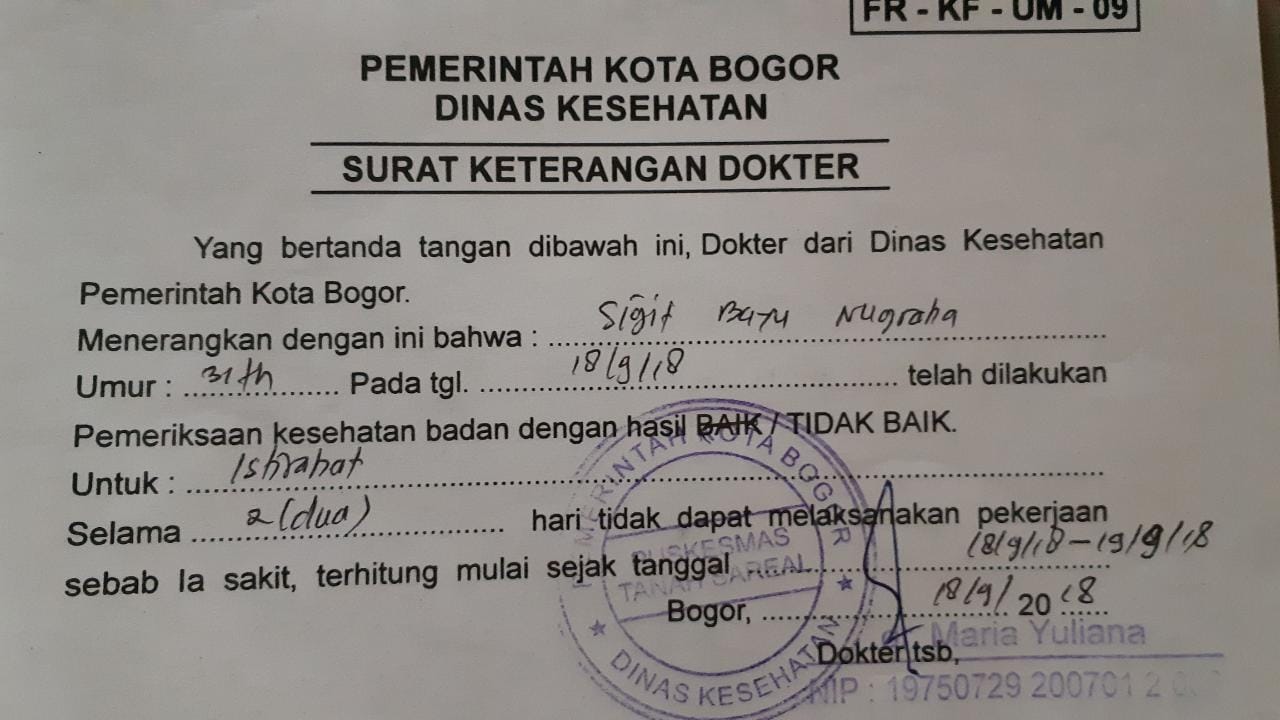 FR - KF - UM - 09
PEMERINTAH KOTA BOGOR
DINAS KESEHATAN
SURAT KETERANGAN DOKTER
Yang bertanda tangan dibawah ini, Dokter dari Dinas Kesehatan
Pemerintah Kota Bogor.
Menerangkan dengan ini bahwa : Sigit Bayu Nugraha
Umur : 31 th Pada tgl. 18/9/18 telah dilakukan
Pemeriksaan kesehatan badan dengan hasil BAIK / TIDAK BAIK.
Untuk : Istirahat
Selama 2 (dua) hari tidak dapat melaksanakan pekerjaan
sebab Ia sakit, terhitung mulai sejak tanggal 18/9/18 - 19/9/18
Bogor, 18/9/ 20 18
Dokter tsb,
Maria Yuliana
NIP : 19750729 200701 2
PEMERINTAH KOTA BOGOR
PUSKESMAS
TANAH SAREAL
DINAS KESEHATAN